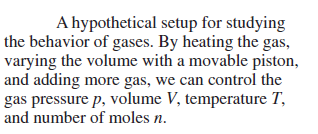 A hypothetical setup for studying
the behavior of gases. By heating the gas,
varying the volume with a movable piston,
and adding more gas, we can control the
gas pressure p, volume V, temperature T,
and number of moles n.